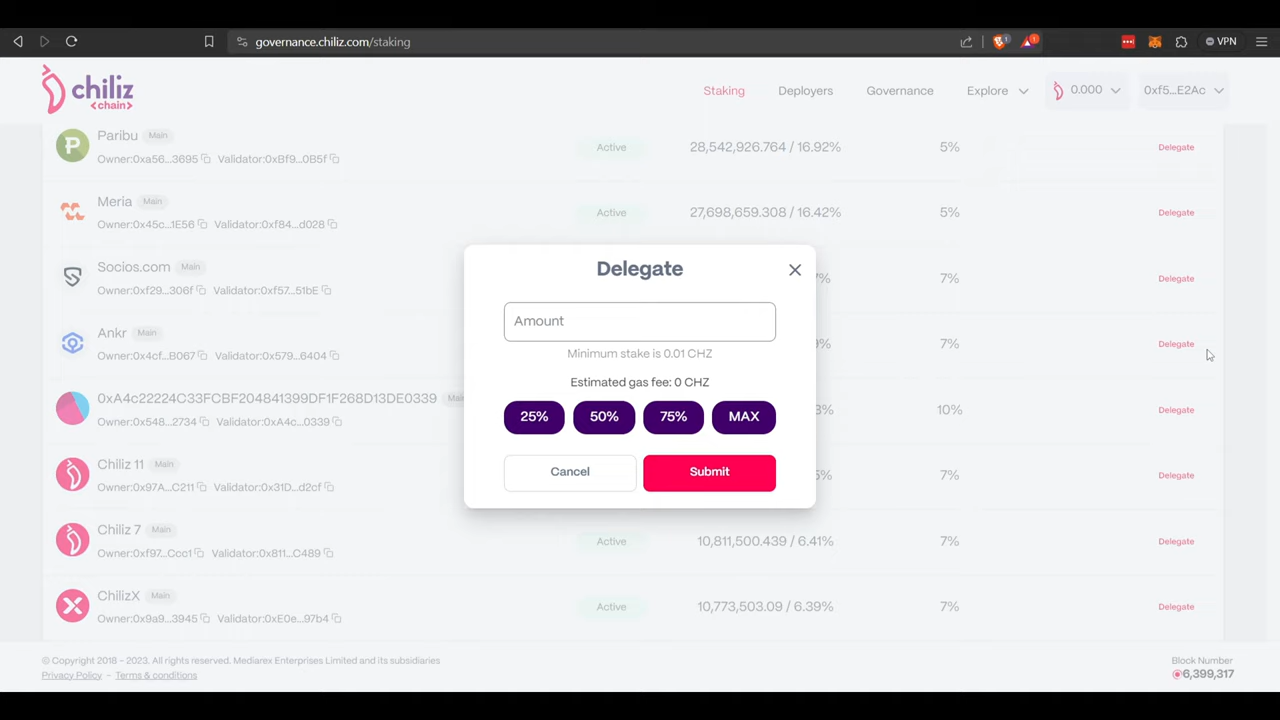 governance.chiliz.com/staking
VPN
chiliz
<chain>
Staking
Deployers
Governance
Explore
0.000
0xf5...E2Ac
Paribu Main
Owner:0xa56...3695 Validator:0xBf9...0B5f
Active
28,542,926.764 / 16.92%
5%
Delegate
Meria Main
Owner:0x45c...1E56 Validator:0xf84...d028
Active
27,698,659.308 / 16.42%
5%
Delegate
Socios.com Main
Owner:0xf29...306f Validator:0xf57...51bE
7%
7%
Delegate
Ankr Main
Owner:0x4cf...B067 Validator:0x579...6404
9%
7%
Delegate
0xA4c22224C33FCBF204841399DF1F268D13DE0339 Main
Owner:0x548...2734 Validator:0xA4c...0339
3%
10%
Delegate
Chiliz 11 Main
Owner:0x97A...C211 Validator:0x31D...d2cf
5%
7%
Delegate
Chiliz 7 Main
Owner:0xf97...Ccc1 Validator:0x811...C489
Active
10,811,500.439 / 6.41%
7%
Delegate
ChilizX Main
Owner:0x9a9...3945 Validator:0xE0e...97b4
Active
10,773,503.09 / 6.39%
7%
Delegate
Delegate
Amount
Minimum stake is 0.01 CHZ
Estimated gas fee: 0 CHZ
25% 50% 75% MAX
Cancel Submit
© Copyright 2018 - 2023. All rights reserved. Mediarex Enterprises Limited and its subsidiaries
Privacy Policy - Terms & conditions
Block Number
6,399,317